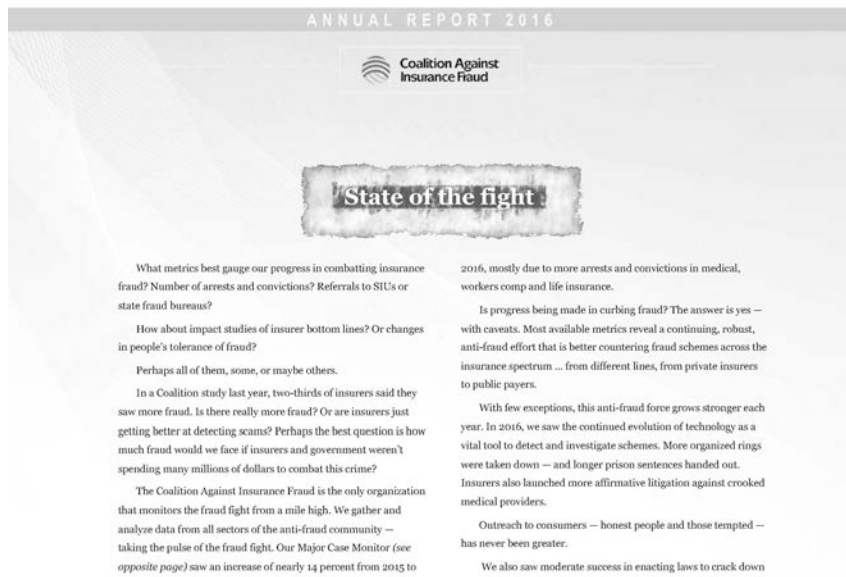 ANNUAL REPORT 2016
Coalition Against
Insurance Fraud
State of the fight
What metrics best gauge our progress in combatting insurance
fraud? Number of arrests and convictions? Referrals to SIUs or
state fraud bureaus?
How about impact studies of insurer bottom lines? Or changes
in people's tolerance of fraud?
Perhaps all of them, some, or maybe others.
In a Coalition study last year, two-thirds of insurers said they
saw more fraud. Is there really more fraud? Or are insurers just
getting better at detecting scams? Perhaps the best question is how
much fraud would we face if insurers and government weren't
spending many millions of dollars to combat this crime?
The Coalition Against Insurance Fraud is the only organization
that monitors the fraud fight from a mile high. We gather and
analyze data from all sectors of the anti-fraud community —
taking the pulse of the fraud fight. Our Major Case Monitor (see
opposite page) saw an increase of nearly 14 percent from 2015 to
2016, mostly due to more arrests and convictions in medical,
workers comp and life insurance.
Is progress being made in curbing fraud? The answer is yes —
with caveats. Most available metrics reveal a continuing, robust,
anti-fraud effort that is better countering fraud schemes across the
insurance spectrum ... from different lines, from private insurers
to public payers.
With few exceptions, this anti-fraud force grows stronger each
year. In 2016, we saw the continued evolution of technology as a
vital tool to detect and investigate schemes. More organized rings
were taken down — and longer prison sentences handed out.
Insurers also launched more affirmative litigation against crooked
medical providers.
Outreach to consumers — honest people and those tempted —
has never been greater.
We also saw moderate success in enacting laws to crack down